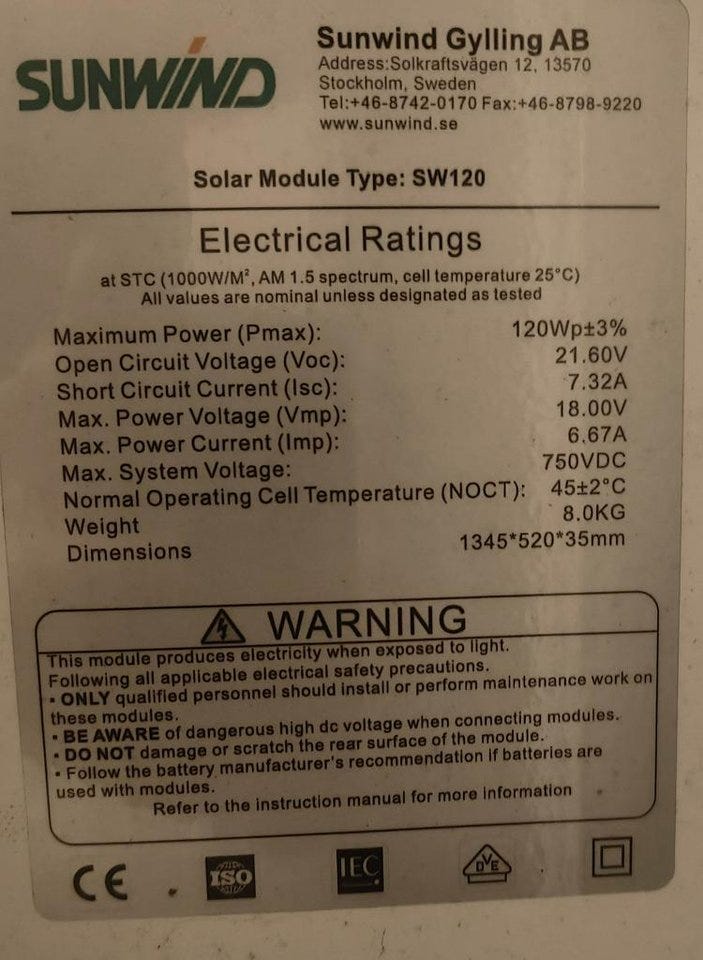 SUNWIND
Sunwind Gylling AB
Address:Solkraftsvägen 12, 13570
Stockholm, Sweden
Tel:+46-8742-0170 Fax:+46-8798-9220
www.sunwind.se
Solar Module Type: SW120
Electrical Ratings
at STC (1000W/M², AM 1.5 spectrum, cell temperature 25°C)
All values are nominal unless designated as tested
Maximum Power (Pmax): 120Wp±3%
Open Circuit Voltage (Voc): 21.60V
Short Circuit Current (Isc): 7.32A
Max. Power Voltage (Vmp): 18.00V
Max. Power Current (Imp): 6.67A
Max. System Voltage: 750VDC
Normal Operating Cell Temperature (NOCT): 45±2°C
Weight 8.0KG
Dimensions 1345*520*35mm
WARNING
This module produces electricity when exposed to light.
Following all applicable electrical safety precautions.
▪ ONLY qualified personnel should install or perform maintenance work on
these modules.
▪ BE AWARE of dangerous high dc voltage when connecting modules.
▪ DO NOT damage or scratch the rear surface of the module.
▪ Follow the battery manufacturer's recommendation if batteries are
used with modules.
Refer to the instruction manual for more information
CE ISO IEC DVE